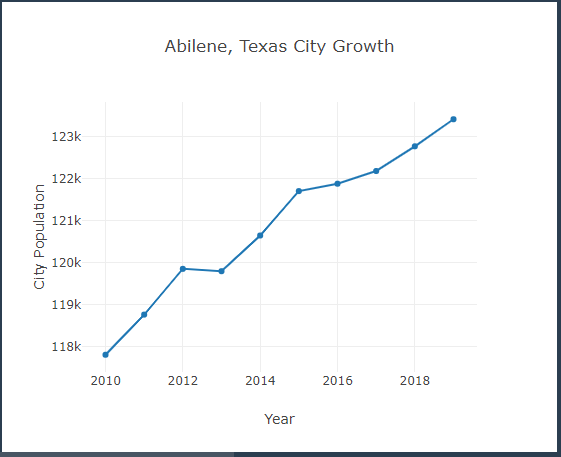 Abilene, Texas City Growth
City Population
123k
122k
121k
120k
119k
118k
2010 2012 2014 2016 2018
Year